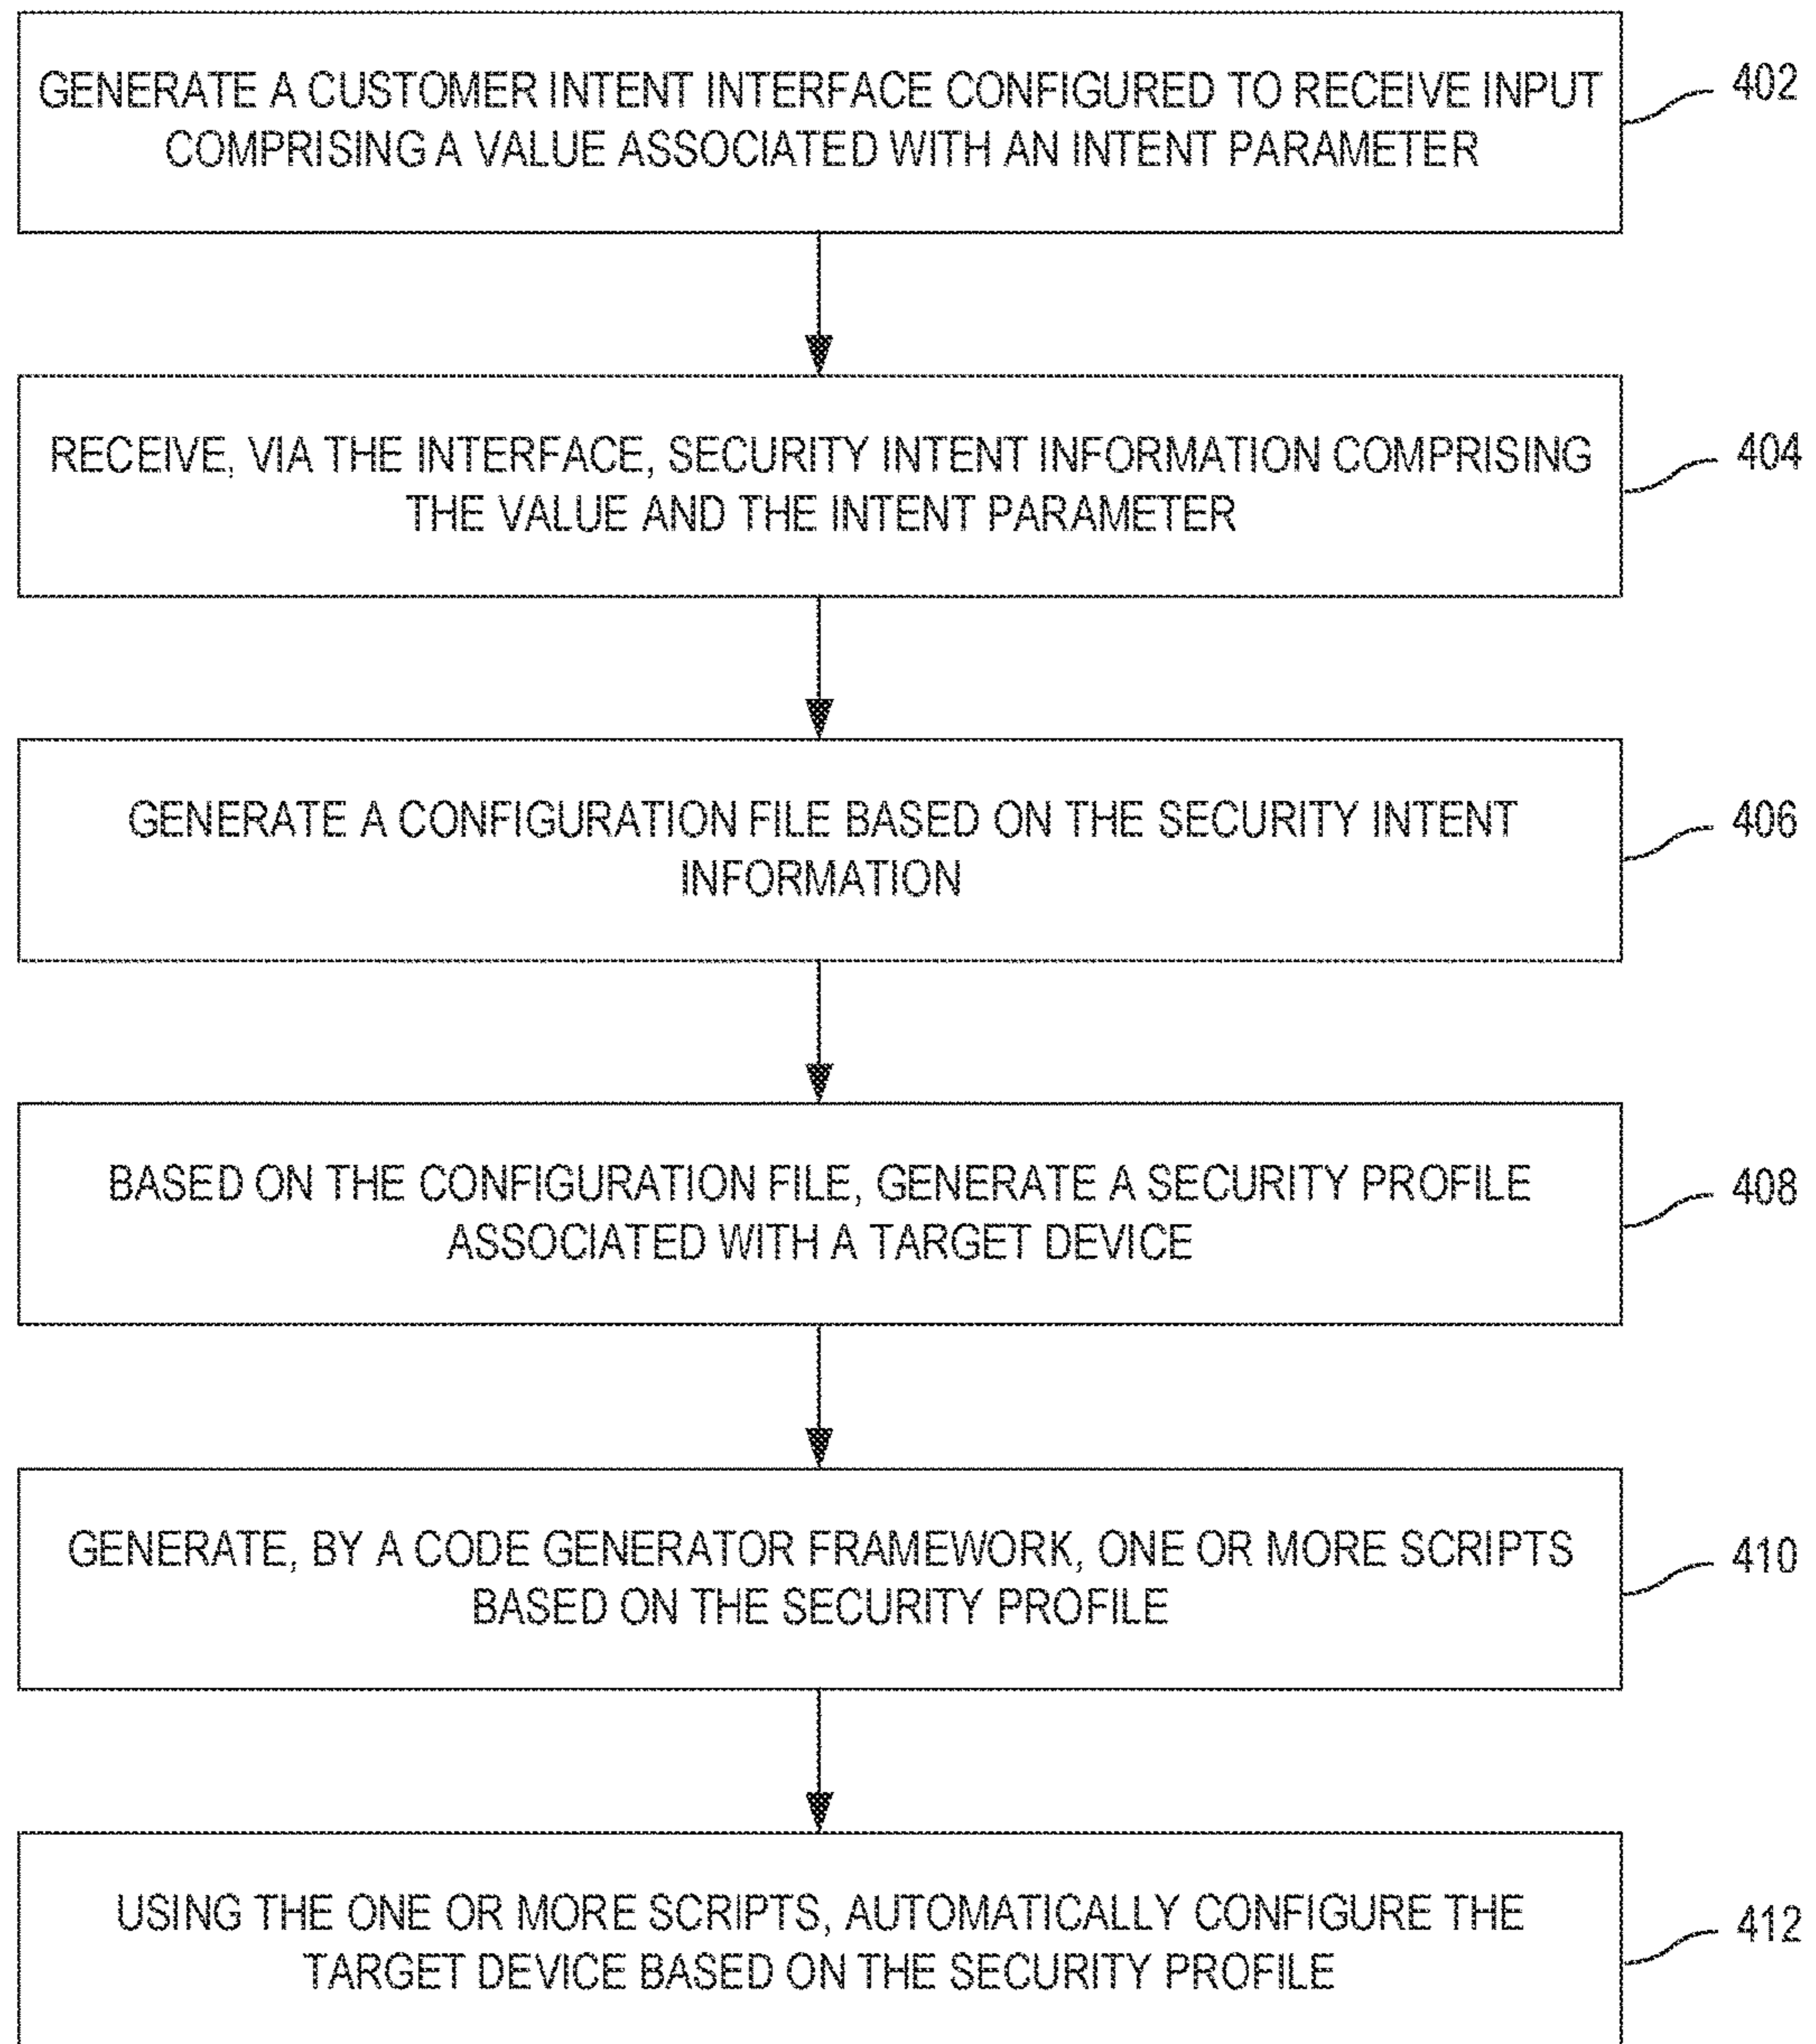 GENERATE A CUSTOMER INTENT INTERFACE CONFIGURED TO RECEIVE INPUT
COMPRISING A VALUE ASSOCIATED WITH AN INTENT PARAMETER
402
RECEIVE, VIA THE INTERFACE, SECURITY INTENT INFORMATION COMPRISING
THE VALUE AND THE INTENT PARAMETER
404
GENERATE A CONFIGURATION FILE BASED ON THE SECURITY INTENT
INFORMATION
406
BASED ON THE CONFIGURATION FILE, GENERATE A SECURITY PROFILE
ASSOCIATED WITH A TARGET DEVICE
408
GENERATE, BY A CODE GENERATOR FRAMEWORK, ONE OR MORE SCRIPTS
BASED ON THE SECURITY PROFILE
410
USING THE ONE OR MORE SCRIPTS, AUTOMATICALLY CONFIGURE THE
TARGET DEVICE BASED ON THE SECURITY PROFILE
412